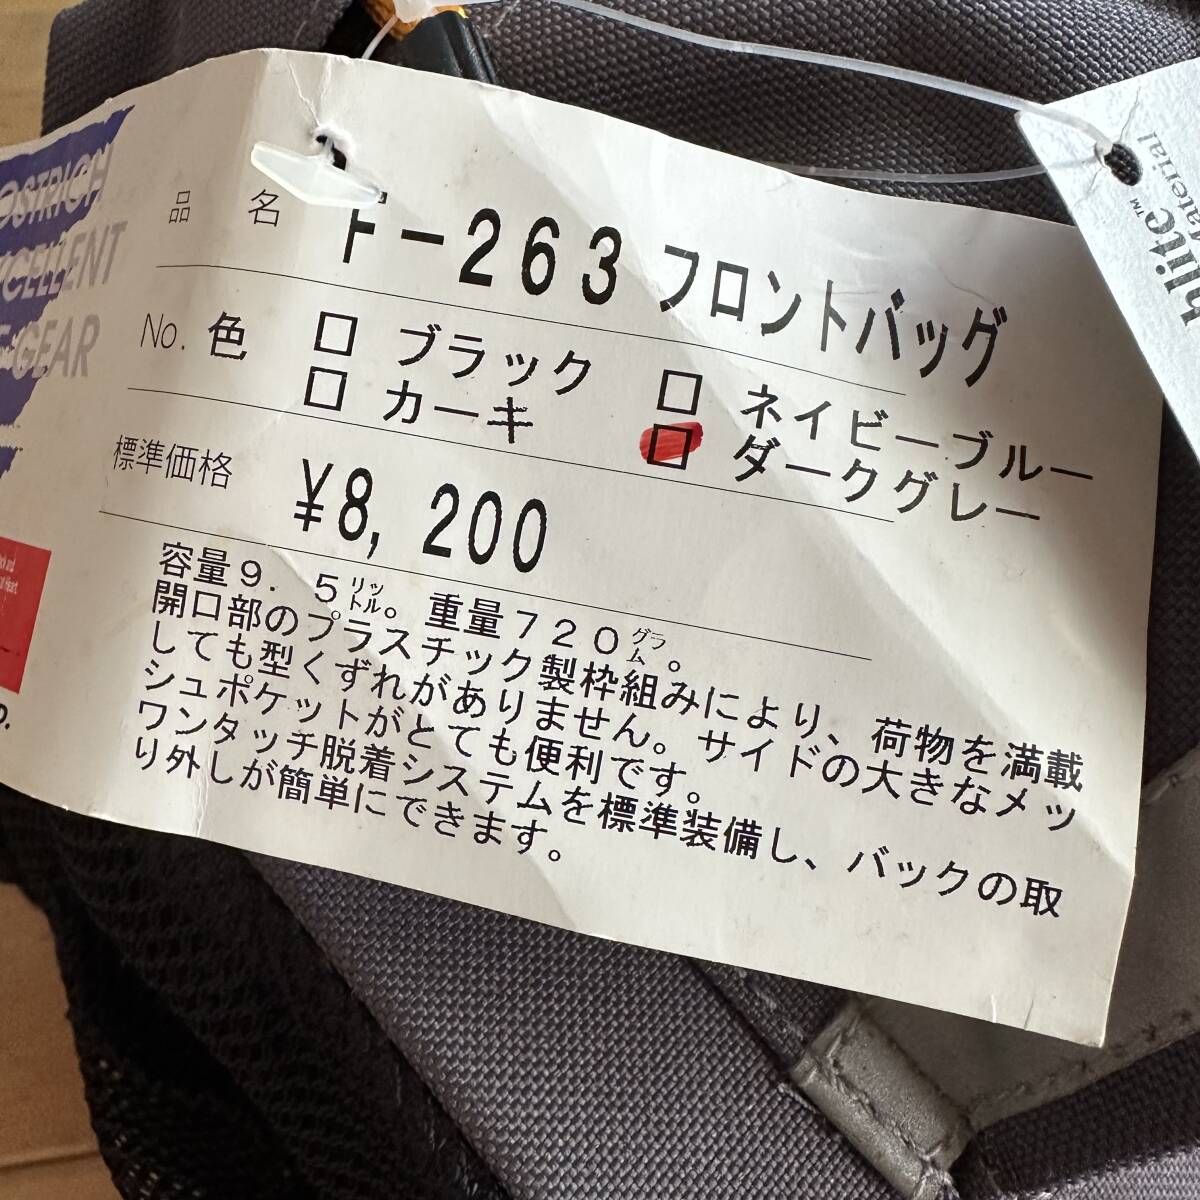 OSTRICH
CELLENT
GEAR
品名 F-263フロントバッグ
No. 色 □ ブラック □ ネイビーブルー
□ カーキ □ ダークグレー
標準価格 ¥8,200
容量9.5リットル。重量720グラム。
開口部のプラスチック製枠組みにより、荷物を満載
しても型くずれがありません。サイドの大きなメッ
シュポケットがとても便利です。
ワンタッチ脱着システムを標準装備し、バックの取
り外しが簡単にできます。
hite™
aterial